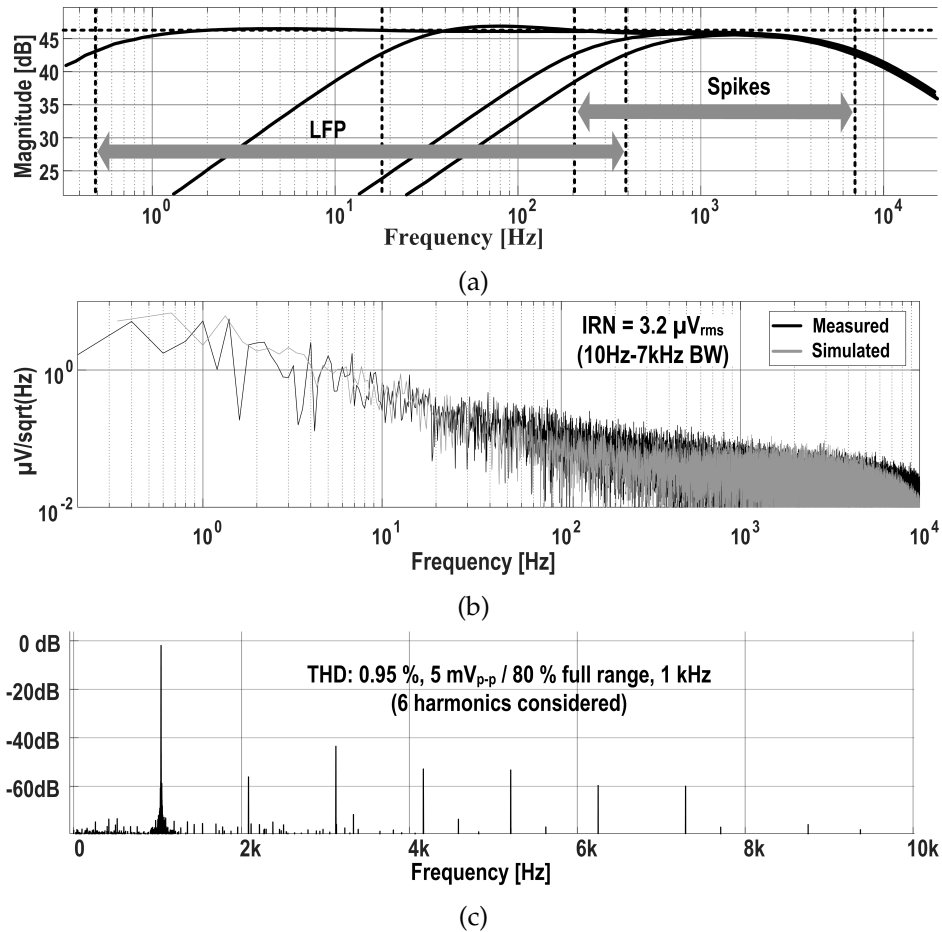 Magnitude [dB]
45
40
35
30
25
LFP
Spikes
10^0 10^1 10^2 10^3 10^4
Frequency [Hz]
(a)
µV/sqrt(Hz)
10^0
10^-2
IRN = 3.2 µVrms
(10Hz-7kHz BW)
Measured
Simulated
10^0 10^1 10^2 10^3 10^4
Frequency [Hz]
(b)
0 dB
-20dB
-40dB
-60dB
THD: 0.95 %, 5 mVp-p / 80 % full range, 1 kHz
(6 harmonics considered)
0 2k 4k 6k 8k 10k
Frequency [Hz]
(c)